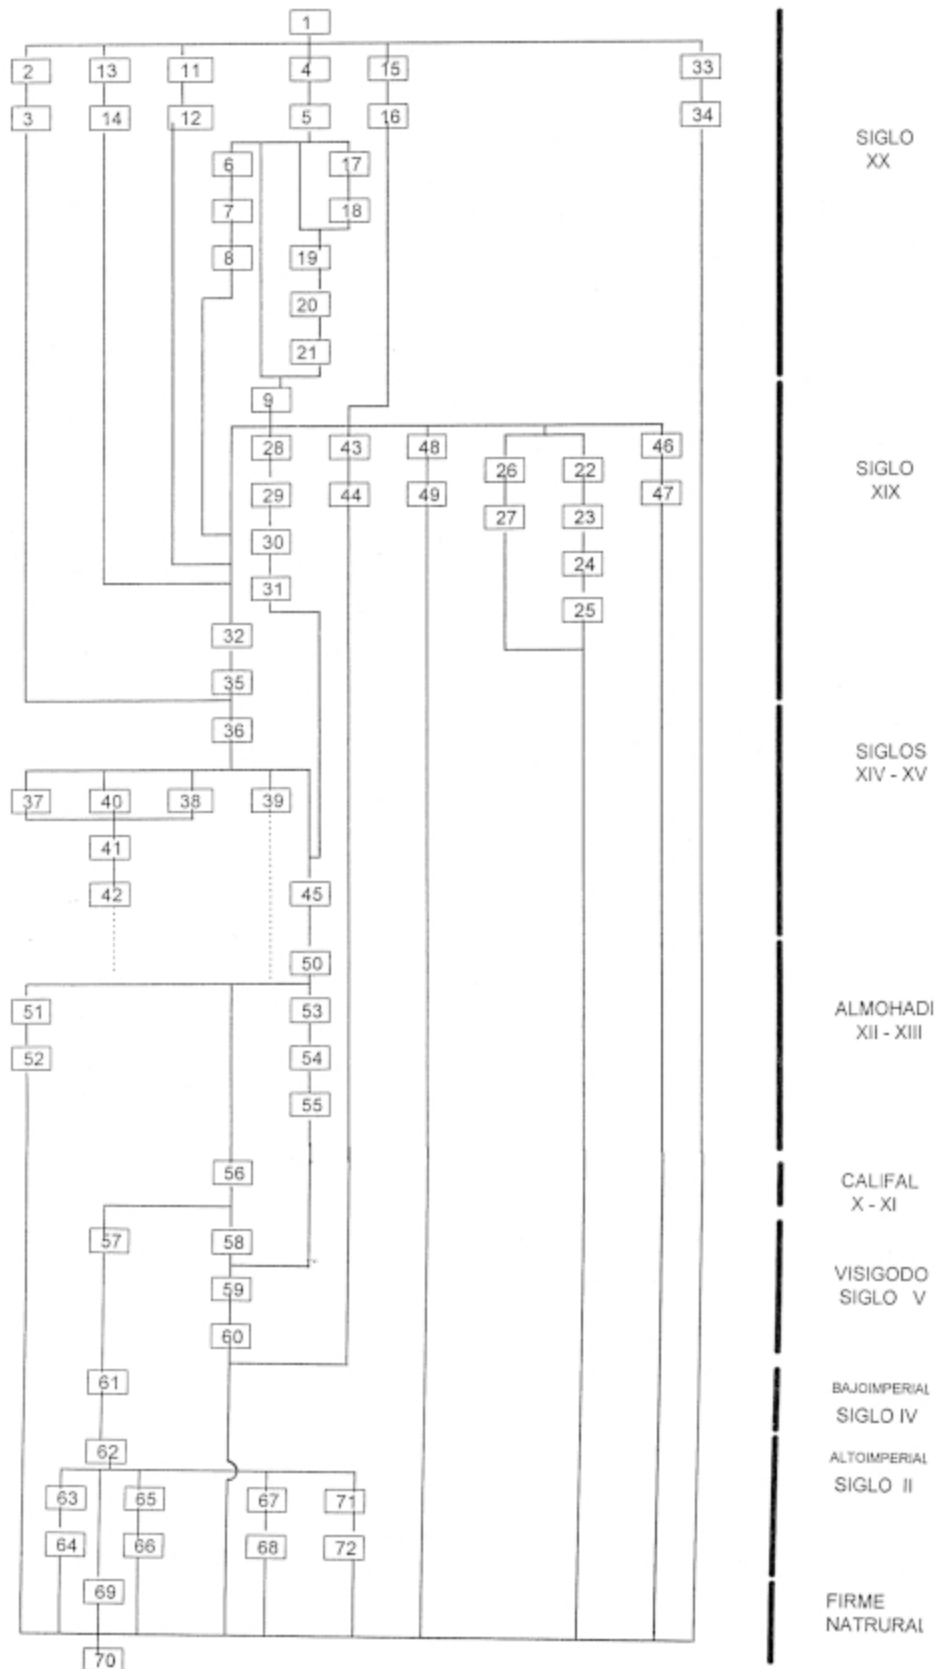 1
2 13 11 4 15 33
3 14 12 5 16 34
SIGLO
XX
6 17
7 18
8 19
20
21
9
28 43 48 46
26 22
SIGLO
XIX
29 44 49 47
27 23
30
24
31
25
32
35
36
SIGLOS
XIV - XV
37 40 38 39
41
42 45
50
51 53
ALMOHADI
XII - XIII
52 54
55
56
CALIFAL
X - XI
57 58
VISIGODO
SIGLO V
59
60
61
BAJOIMPERIAL
SIGLO IV
62
ALTOIMPERIAL
SIGLO II
63 65 67 71
64 66 68 72
69
FIRME
NATRURAL
70